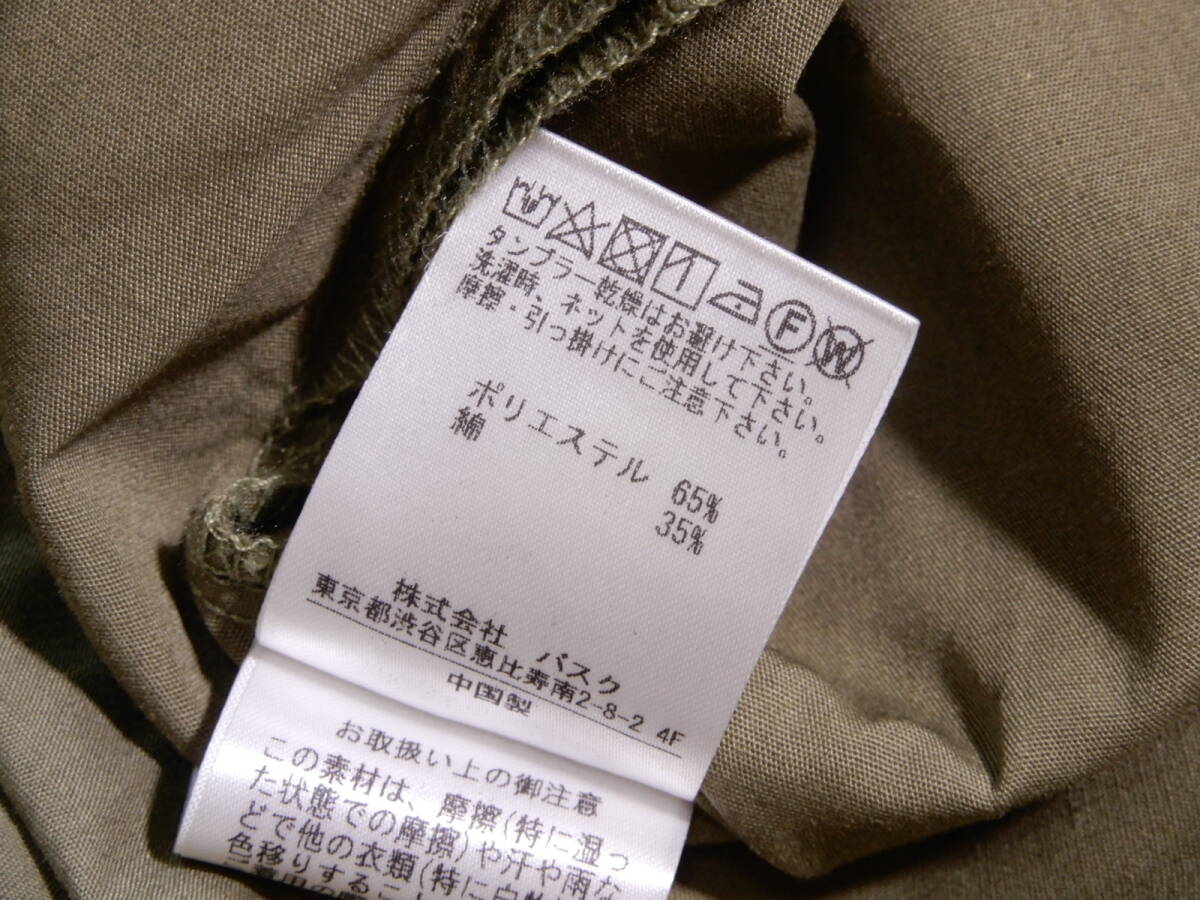 F W
タンブラー乾燥はお避け下さい。
洗濯時、ネットを使用して下さい。
摩擦・引っ掛けにご注意下さい。
ポリエステル 65%
綿 35%
株式会社 バスク
東京都渋谷区恵比寿南2-8-2 4F
中国製
お取扱い上の御注意
この素材は、摩擦(特に湿っ
た状態での摩擦)や汗や雨な
どで他の衣類(特に白物
色移りするこ